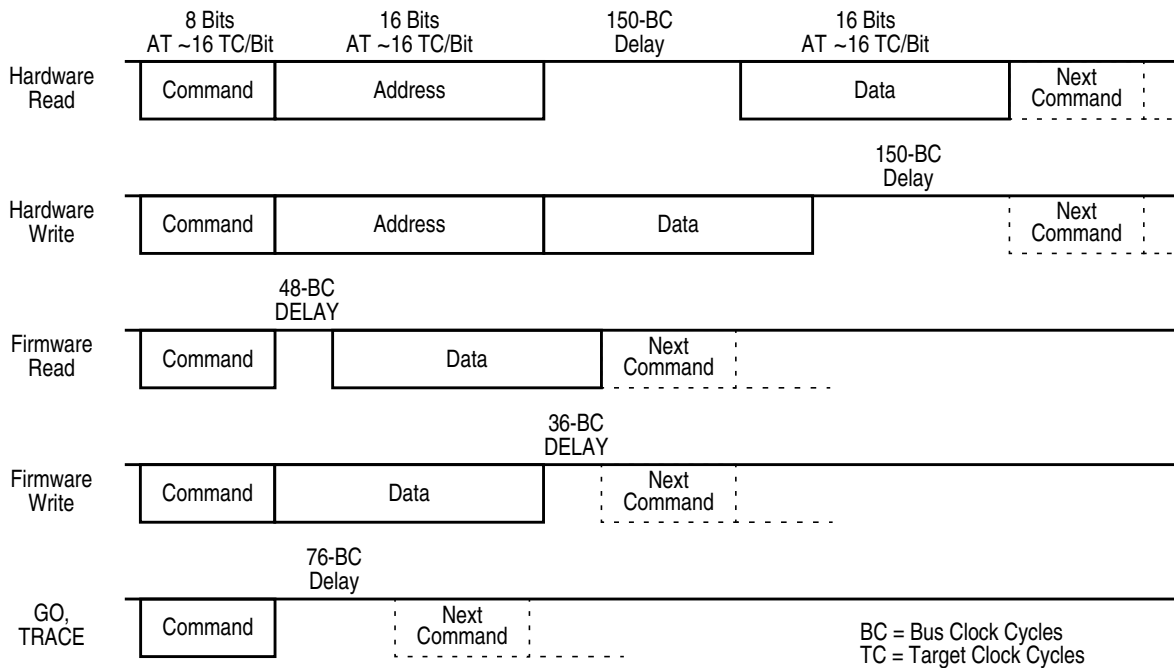 8 Bits
AT ~16 TC/Bit
16 Bits
AT ~16 TC/Bit
150-BC
Delay
16 Bits
AT ~16 TC/Bit
Hardware
Read
Command
Address
Data
Next
Command
150-BC
Delay
Hardware
Write
Command
Address
Data
Next
Command
48-BC
DELAY
Firmware
Read
Command
Data
Next
Command
36-BC
DELAY
Firmware
Write
Command
Data
Next
Command
76-BC
Delay
GO,
TRACE
Command
Next
Command
BC = Bus Clock Cycles
TC = Target Clock Cycles